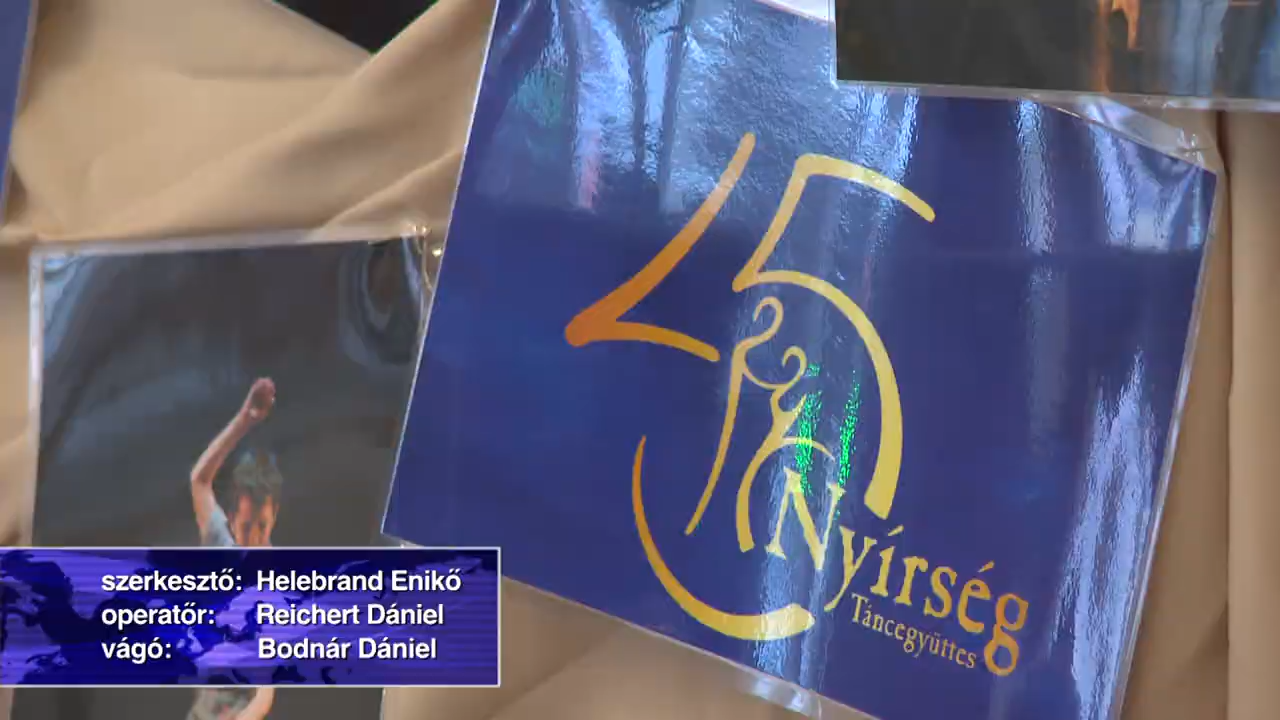 45
Nyírség
Táncegyüttes
szerkesztő: Helebrand Enikő
operatőr: Reichert Dániel
vágó: Bodnár Dániel